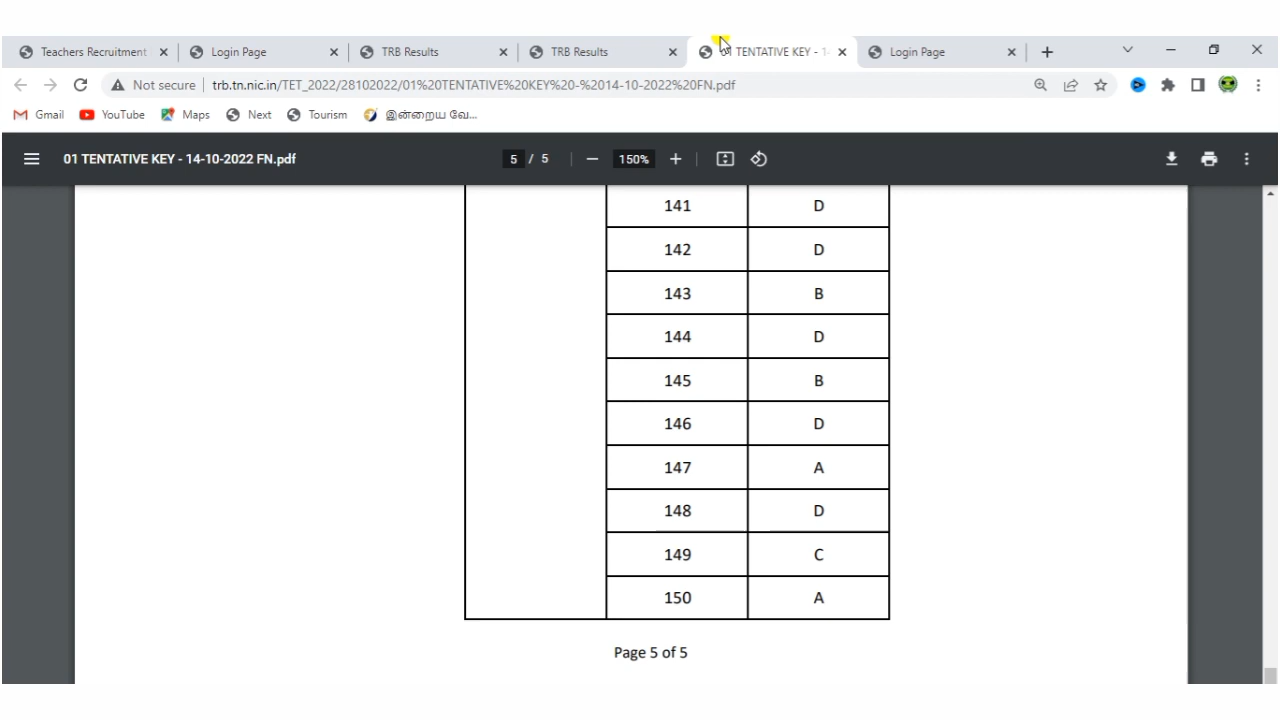 Teachers Recruitment
Login Page
TRB Results
TRB Results
TENTATIVE KEY - 1
Login Page
Not secure
trb.tn.nic.in/TET_2022/28102022/01%20TENTATIVE%20KEY%20-%2014-10-2022%20FN.pdf
Gmail
YouTube
Maps
Next
Tourism
இன்றைய வே...
01 TENTATIVE KEY - 14-10-2022 FN.pdf
5 / 5
150%
141 D
142 D
143 B
144 D
145 B
146 D
147 A
148 D
149 C
150 A
Page 5 of 5